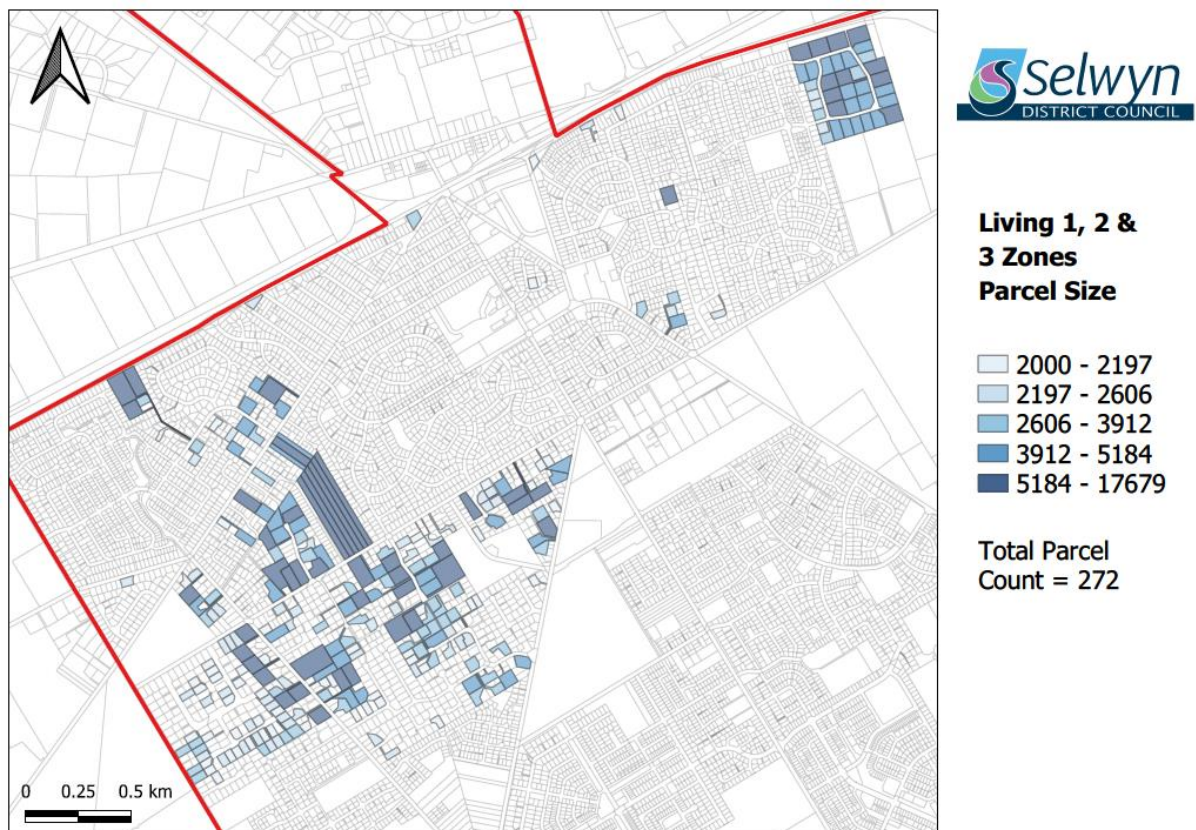 Selwyn
DISTRICT COUNCIL
Living 1, 2 &
3 Zones
Parcel Size
2000 - 2197
2197 - 2606
2606 - 3912
3912 - 5184
5184 - 17679
Total Parcel
Count = 272
0 0.25 0.5 km